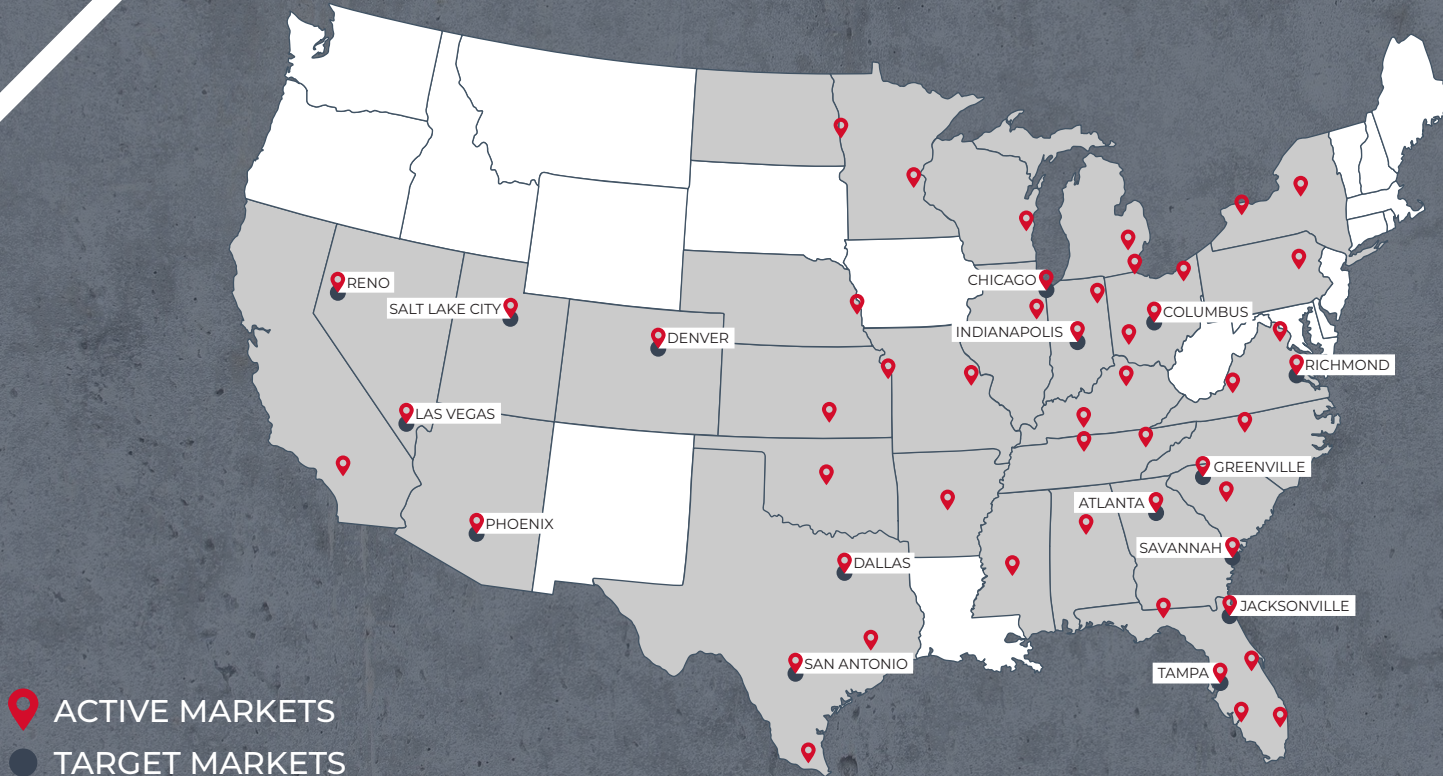 RENO
SALT LAKE CITY
DENVER
LAS VEGAS
PHOENIX
CHICAGO
INDIANAPOLIS
COLUMBUS
RICHMOND
GREENVILLE
ATLANTA
SAVANNAH
DALLAS
JACKSONVILLE
SAN ANTONIO
TAMPA
ACTIVE MARKETS
TARGET MARKETS